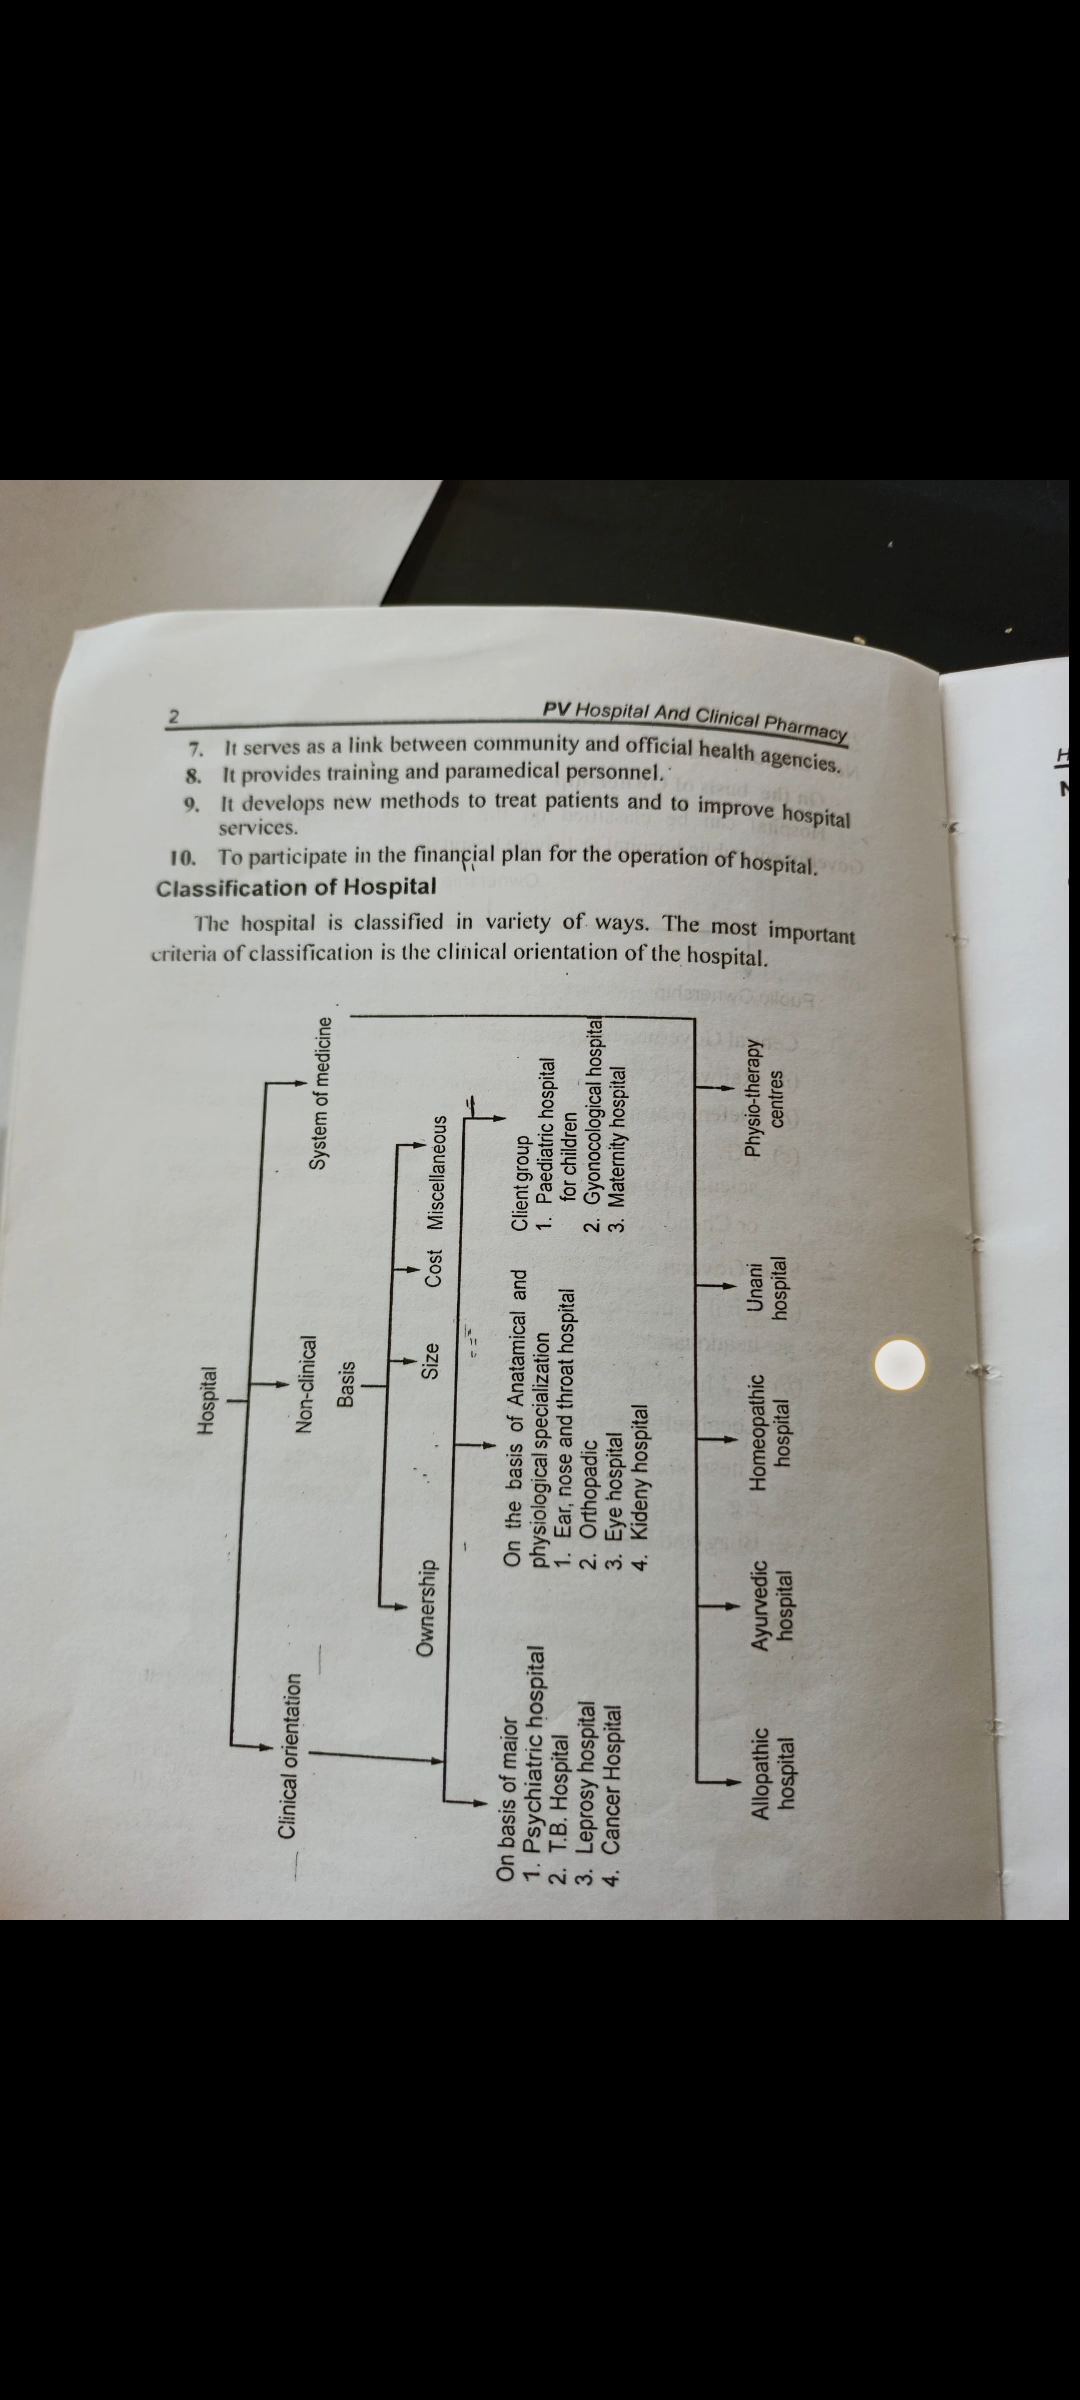 2
PV Hospital And Clinical Pharmacy
7. It serves as a link between community and official health agencies.
8. It provides training and paramedical personnel.
9. It develops new methods to treat patients and to improve hospital
services.
10. To participate in the financial plan for the operation of hospital.
Classification of Hospital
The hospital is classified in variety of ways. The most important
criteria of classification is the clinical orientation of the hospital.
Hospital
Clinical orientation
Non-clinical
System of medicine
Basis
Ownership
Size
Cost
Miscellaneous
On basis of major
1. Psychiatric hospital
2. T.B. Hospital
3. Leprosy hospital
4. Cancer Hospital
On the basis of Anatamical and
physiological specialization
1. Ear, nose and throat hospital
2. Orthopadic
3. Eye hospital
4. Kideny hospital
Client group
1. Paediatric hospital
for children
2. Gyonocological hospital
3. Maternity hospital
Allopathic
hospital
Ayurvedic
hospital
Homeopathic
hospital
Unani
hospital
Physio-therapy
centres